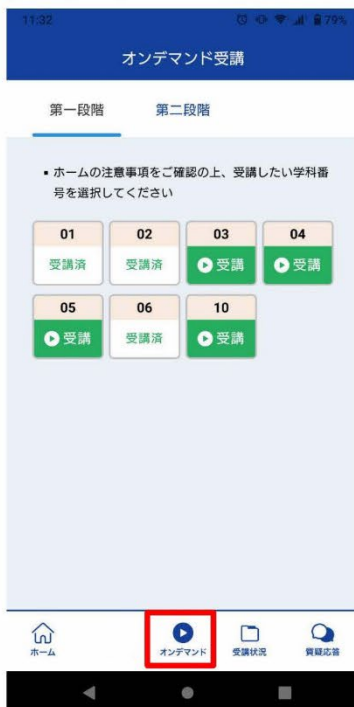 11:32 79%
オンデマンド受講
第一段階 第二段階
▪ ホームの注意事項をご確認の上、受講したい学科番
号を選択してください
01 02 03 04
受講済 受講済 受講 受講
05 06 10
受講 受講済 受講
ホーム オンデマンド 受講状況 質疑応答